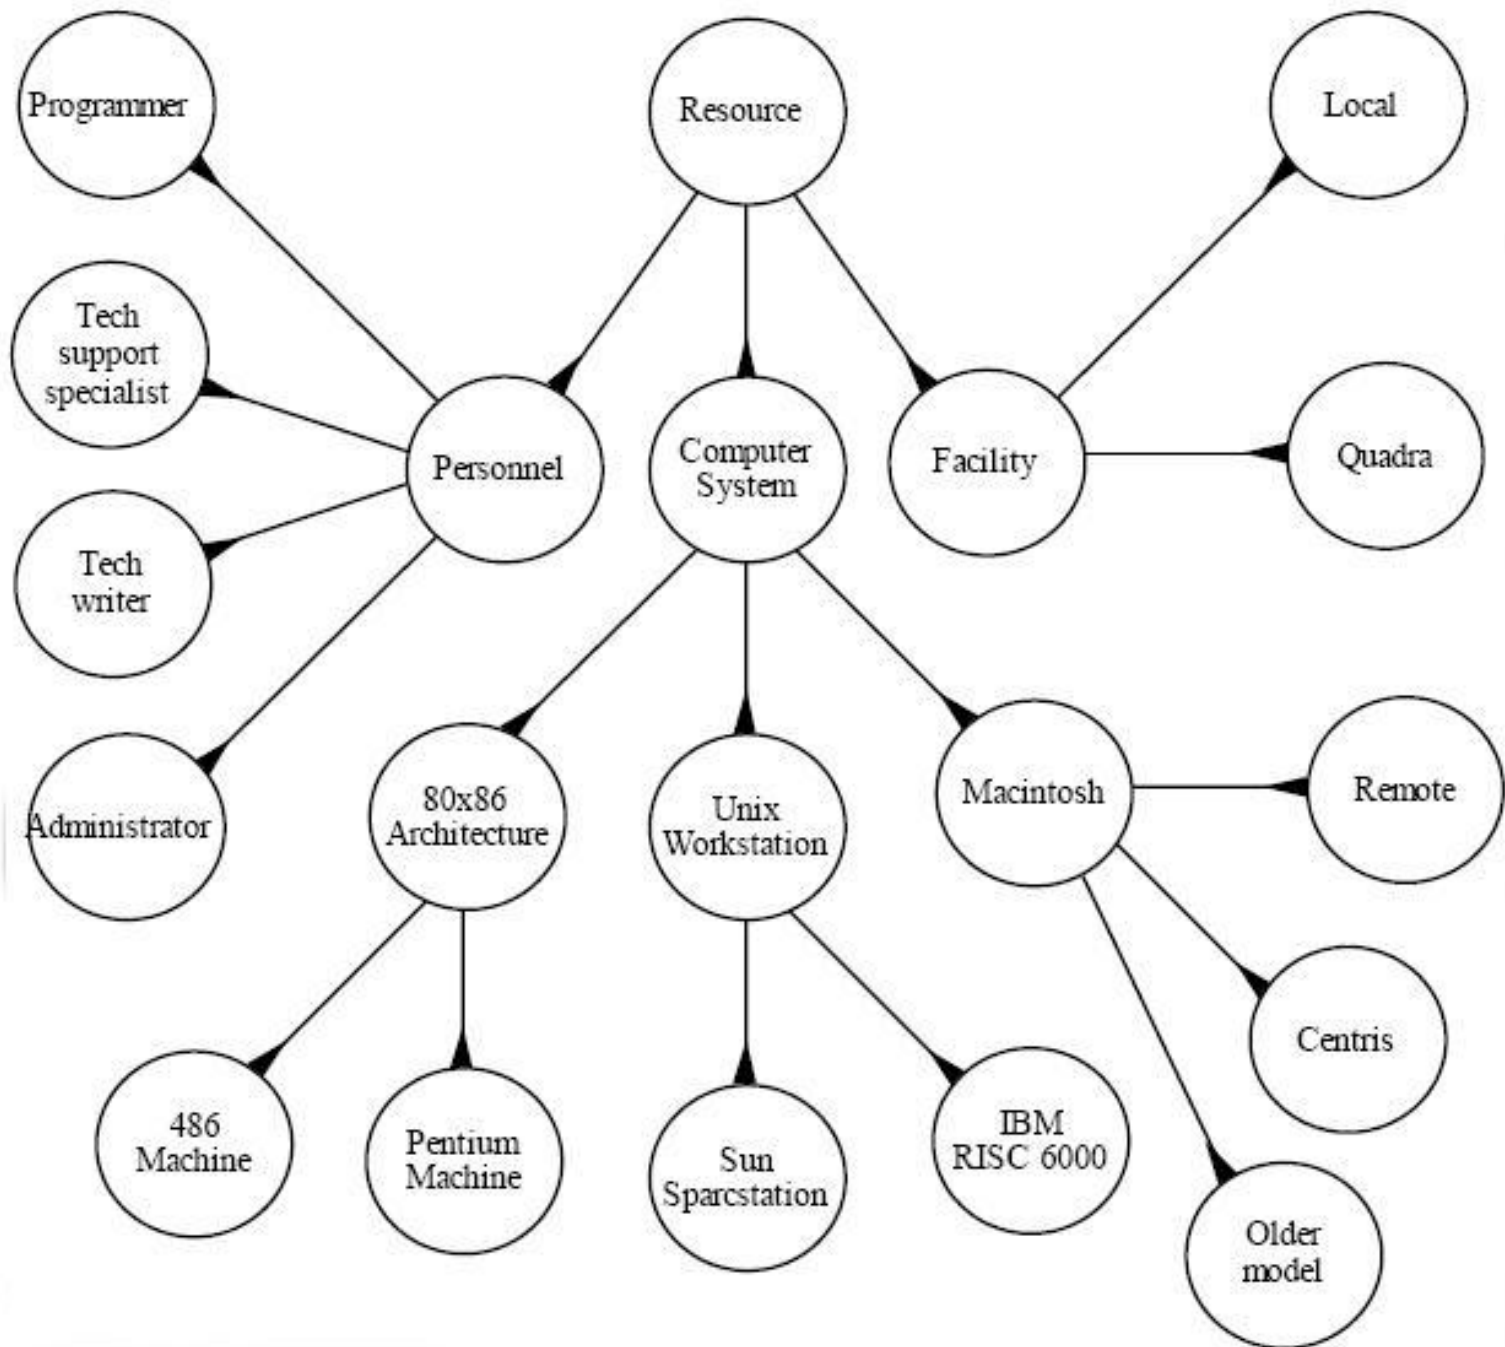 Programmer
Resource
Local
Tech
support
specialist
Personnel
Computer
System
Facility
Quadra
Tech
writer
Administrator
80x86
Architecture
Unix
Workstation
Macintosh
Remote
486
Machine
Pentium
Machine
Sun
Sparcstation
IBM
RISC 6000
Centris
Older
model